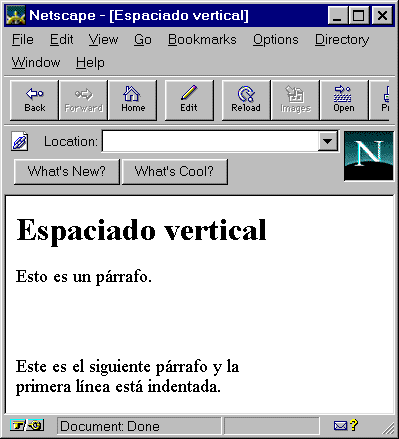 Netscape - [Espaciado vertical]
File Edit View Go Bookmarks Options Directory
Window Help
Back Forward Home Edit Reload Images Open
Location:
N
What's New? What's Cool?
Espaciado vertical
Esto es un párrafo.
Este es el siguiente párrafo y la
primera línea está indentada.
Document: Done ?